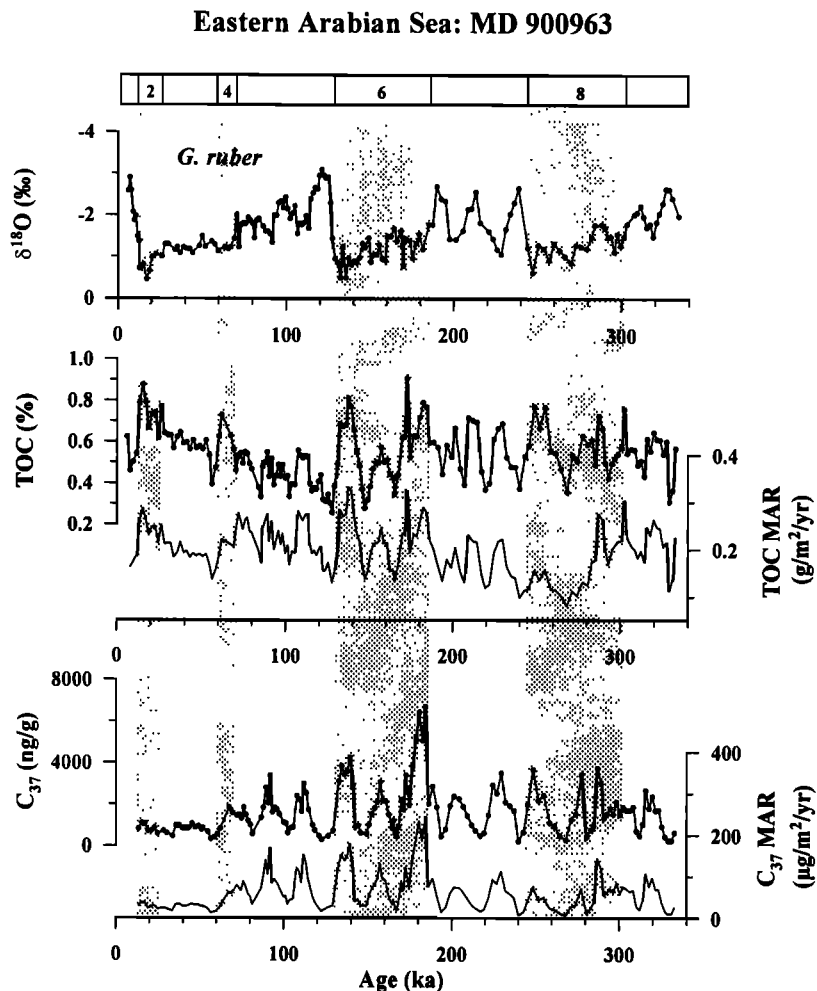 Eastern Arabian Sea: MD 900963
2 4 6 8
-4
G. ruber
-2
δ18O (‰)
0
0 100 200 300
1.0
0.8
TOC (%)
0.6
0.4
0.2
0.4
0.2
TOC MAR
(g/m²/yr)
0 100 200 300
8000
C37 (ng/g)
4000
0
400
200
0
C37 MAR
(µg/m²/yr)
0 100 200 300
Age (ka)